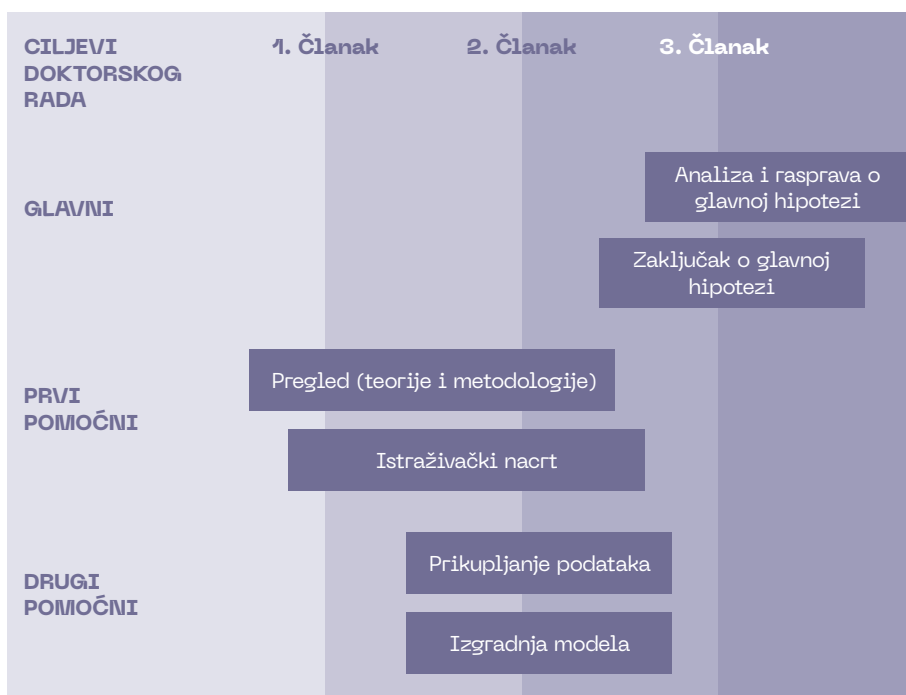 CILJEVI
DOKTORSKOG
RADA
1. Članak
2. Članak
3. Članak
GLAVNI
Analiza i rasprava o
glavnoj hipotezi
Zaključak o glavnoj
hipotezi
PRVI
POMOĆNI
Pregled (teorije i metodologije)
Istraživački nacrt
DRUGI
POMOĆNI
Prikupljanje podataka
Izgradnja modela